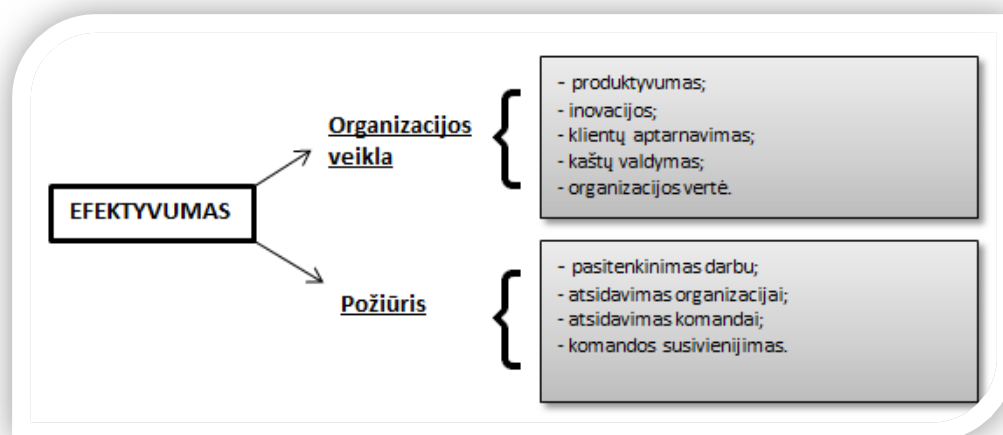 EFEKTYVUMAS
Organizacijos
veikla
- produktyvumas;
- inovacijos;
- klientų aptarnavimas;
- kaštų valdymas;
- organizacijos vertė.
Požiūris
- pasitenkinimas darbu;
- atsidavimas organizacijai;
- atsidavimas komandai;
- komandos susivienijimas.